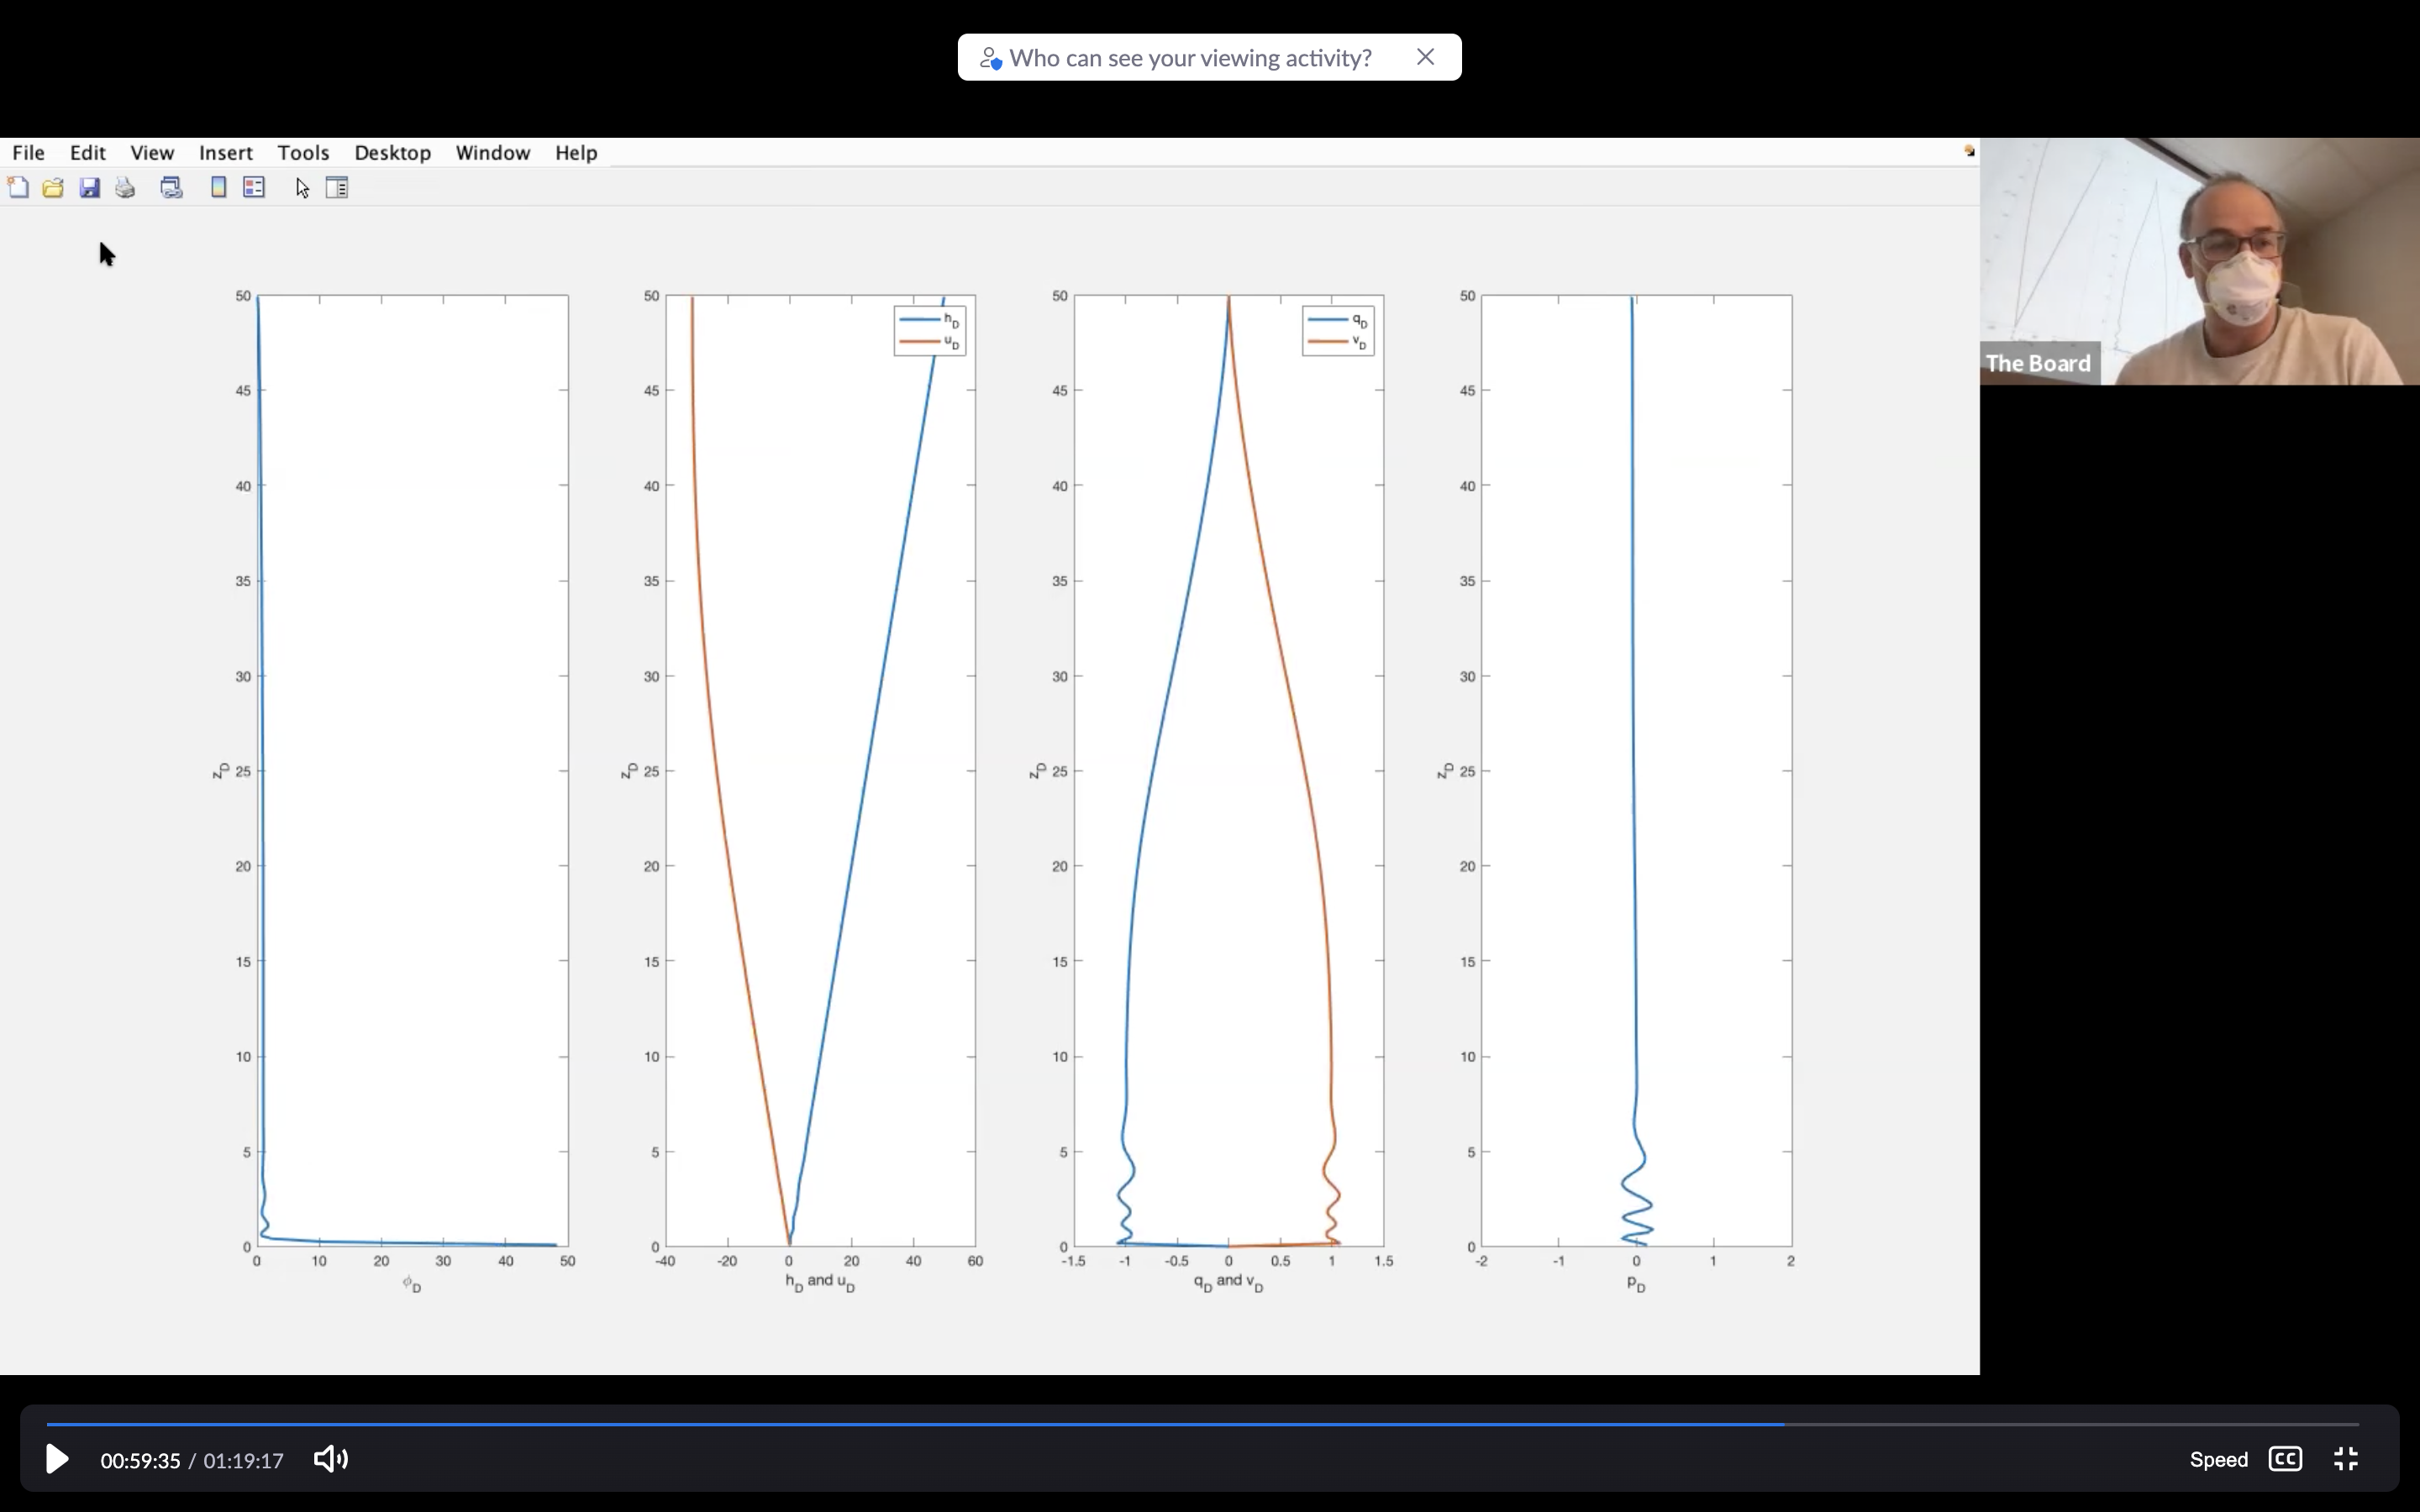 Who can see your viewing activity?
File Edit View Insert Tools Desktop Window Help
The Board
50
45
40
35
30
25
20
15
10
5
0
z_D
0 10 20 30 40 50
ϕ_D
50
45
40
35
30
25
20
15
10
5
0
z_D
h_D
u_D
-40 -20 0 20 40 60
h_D and u_D
50
45
40
35
30
25
20
15
10
5
0
z_D
q_D
v_D
-1.5 -1 -0.5 0 0.5 1 1.5
q_D and v_D
50
45
40
35
30
25
20
15
10
5
0
z_D
-2 -1 0 1 2
p_D
00:59:35 / 01:19:17
Speed CC